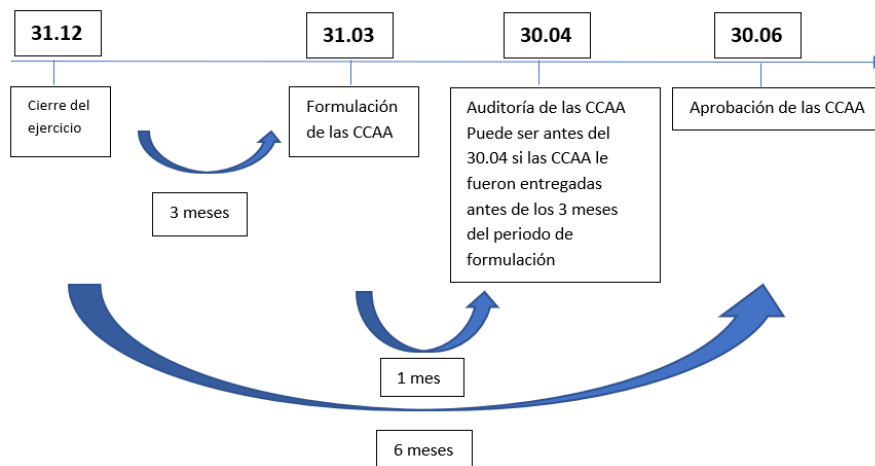 31.12
31.03
30.04
30.06
Cierre del
ejercicio
Formulación
de las CCAA
Auditoría de las CCAA
Puede ser antes del
30.04 si las CCAA le
fueron entregadas
antes de los 3 meses
del periodo de
formulación
Aprobación de las CCAA
3 meses
1 mes
6 meses